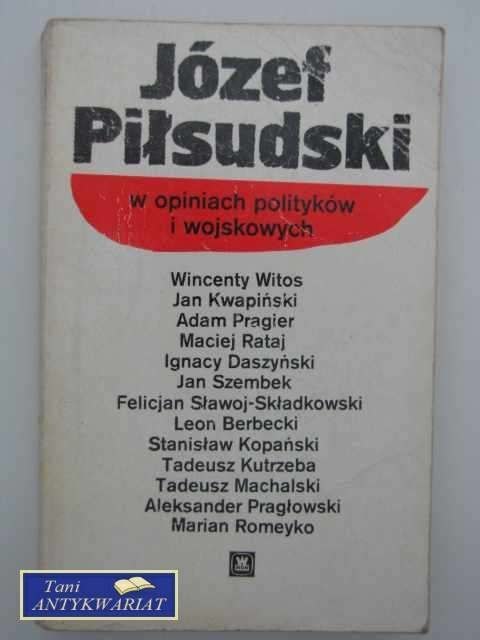 Józef
Piłsudski
w opiniach polityków
i wojskowych
Wincenty Witos
Jan Kwapiński
Adam Pragier
Maciej Rataj
Ignacy Daszyński
Jan Szembek
Felicjan Sławoj-Składkowski
Leon Berbecki
Stanisław Kopański
Tadeusz Kutrzeba
Tadeusz Machalski
Aleksander Pragłowski
Marian Romeyko
Tani
ANTYKWARIAT